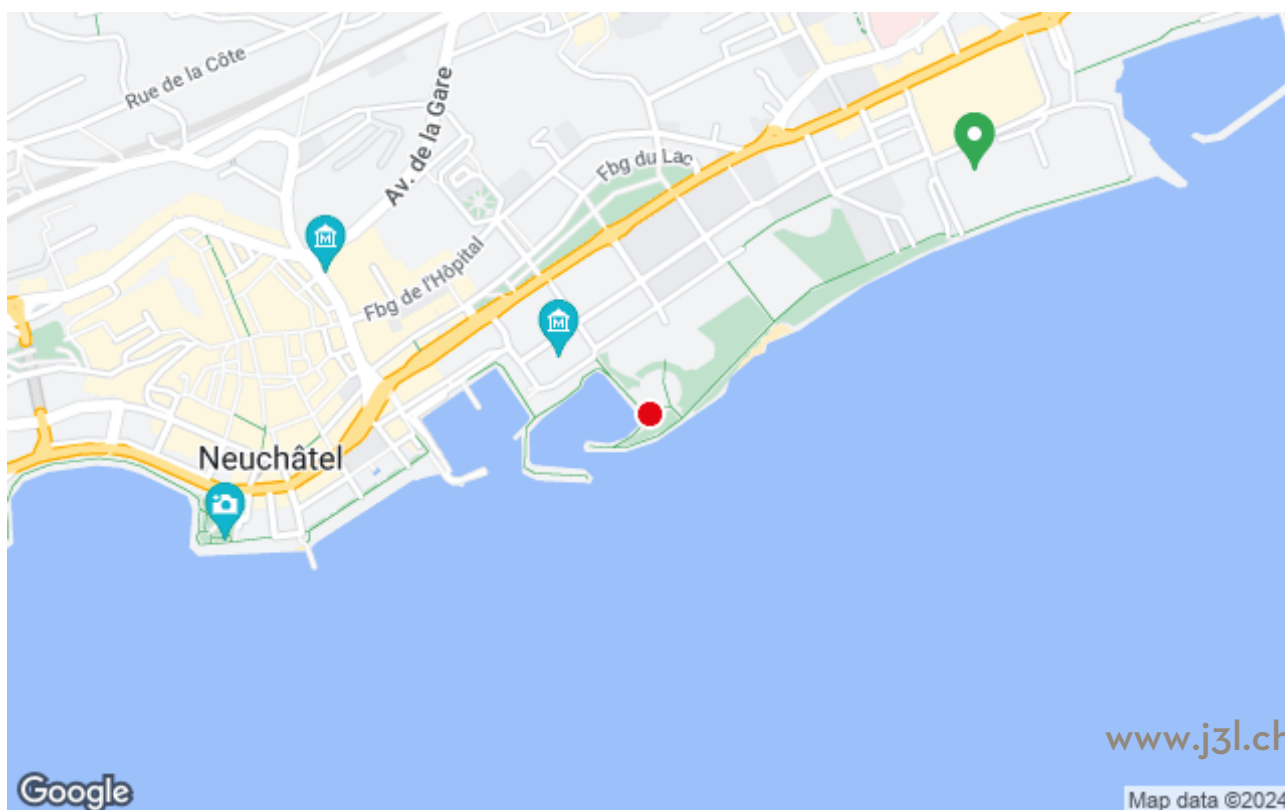 Rue de la Côte
Av. de la Gare
Fbg du Lac
Fbg de l'Hôpital
M
M
Neuchâtel
www.j3l.ch
Google
Map data ©2024